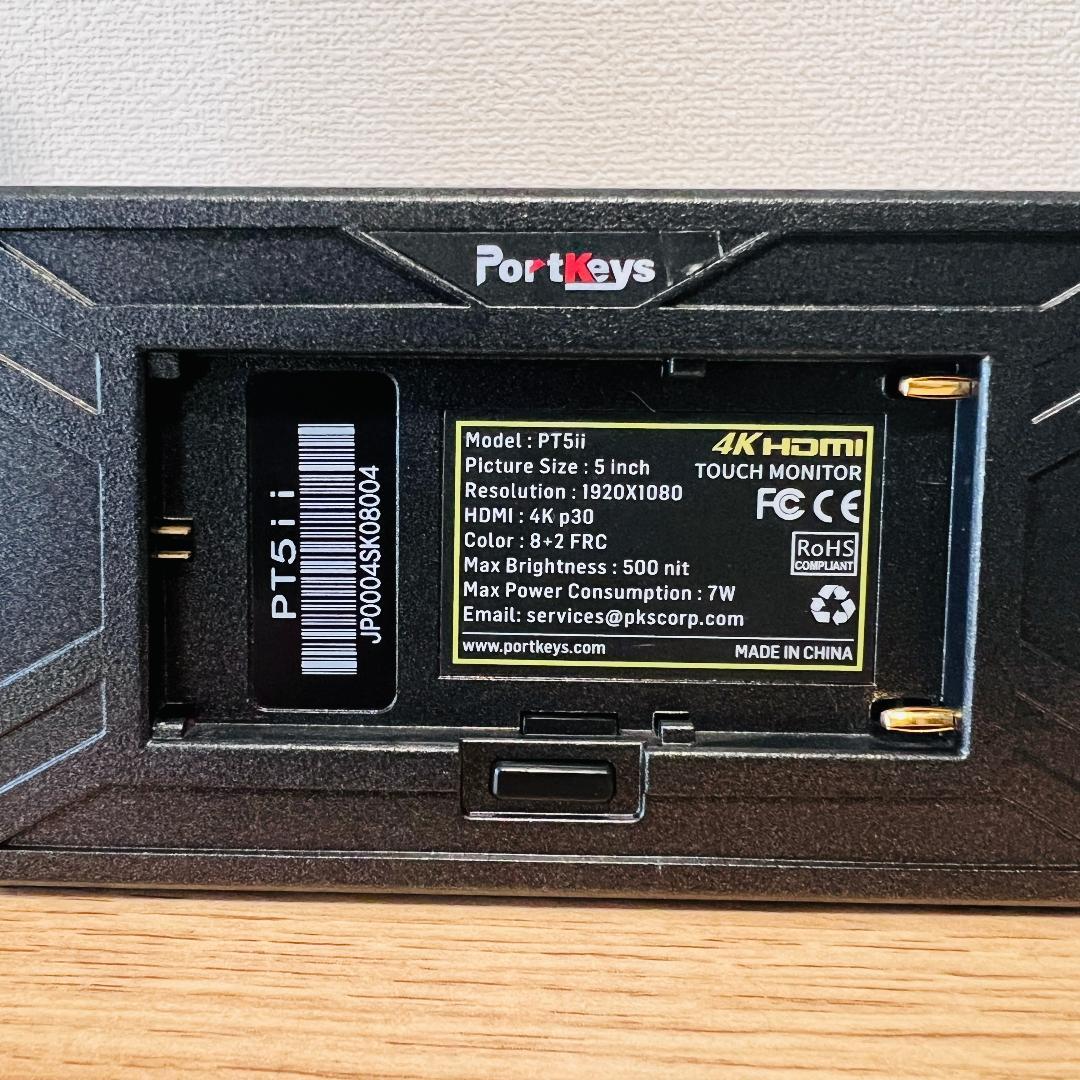 PortKeys
PT5ii
JP0004SK08004
Model : PT5ii
Picture Size : 5 inch
Resolution : 1920X1080
HDMI : 4K p30
Color : 8+2 FRC
Max Brightness : 500 nit
Max Power Consumption : 7W
Email: services@pkscorp.com
www.portkeys.com
4K HDMI
TOUCH MONITOR
FC CE
RoHS
COMPLIANT
MADE IN CHINA